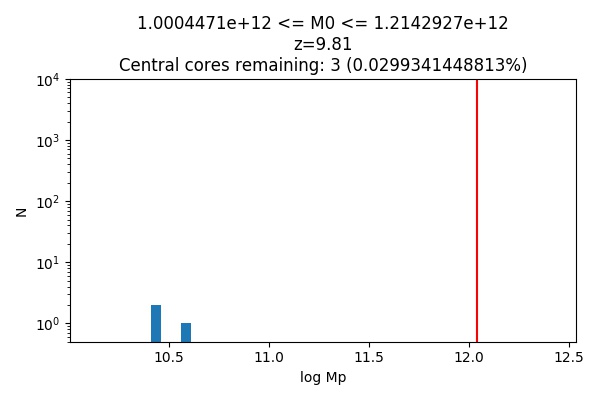 1.0004471e+12 <= M0 <= 1.2142927e+12
z=9.81
Central cores remaining: 3 (0.0299341448813%)
10^4
10^3
10^2
10^1
10^0
N
10.5 11.0 11.5 12.0 12.5
log Mp